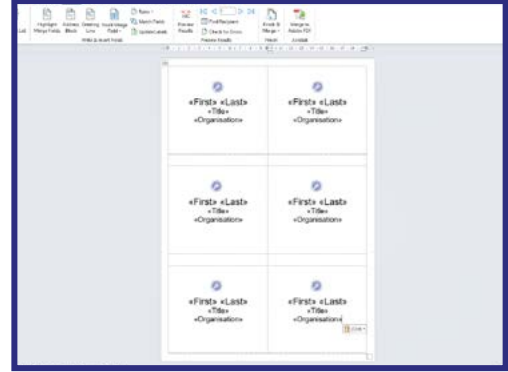 Highlight Merge Fields
Address Block
Greeting Line
Insert Merge Field
Rules
Match Fields
Update Labels
Write & Insert Fields
Preview Results
Find Recipient
Check for Errors
Preview Results
Finish & Merge
Finish
Merge to Adobe PDF
Acrobat
«First» «Last»
«Title»
«Organisation»
«First» «Last»
«Title»
«Organisation»
«First» «Last»
«Title»
«Organisation»
«First» «Last»
«Title»
«Organisation»
«First» «Last»
«Title»
«Organisation»
«First» «Last»
«Title»
«Organisation»
(Ctrl)